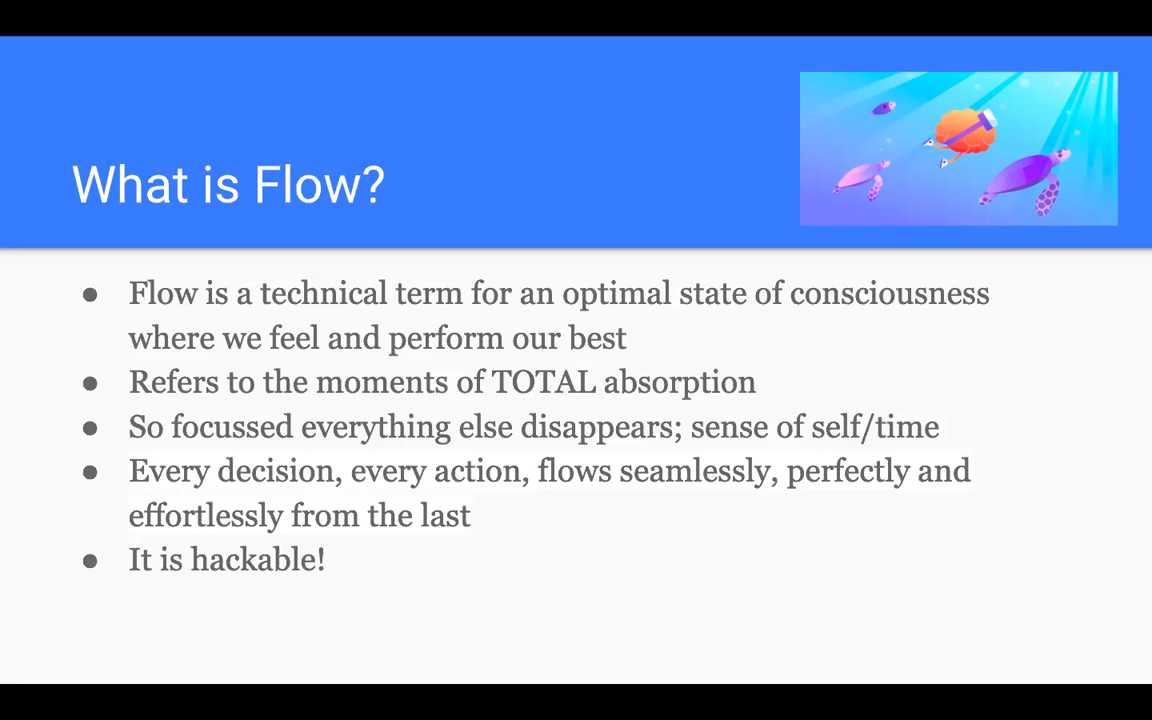 What is Flow?
● Flow is a technical term for an optimal state of consciousness
where we feel and perform our best
● Refers to the moments of TOTAL absorption
● So focussed everything else disappears; sense of self/time
● Every decision, every action, flows seamlessly, perfectly and
effortlessly from the last
● It is hackable!